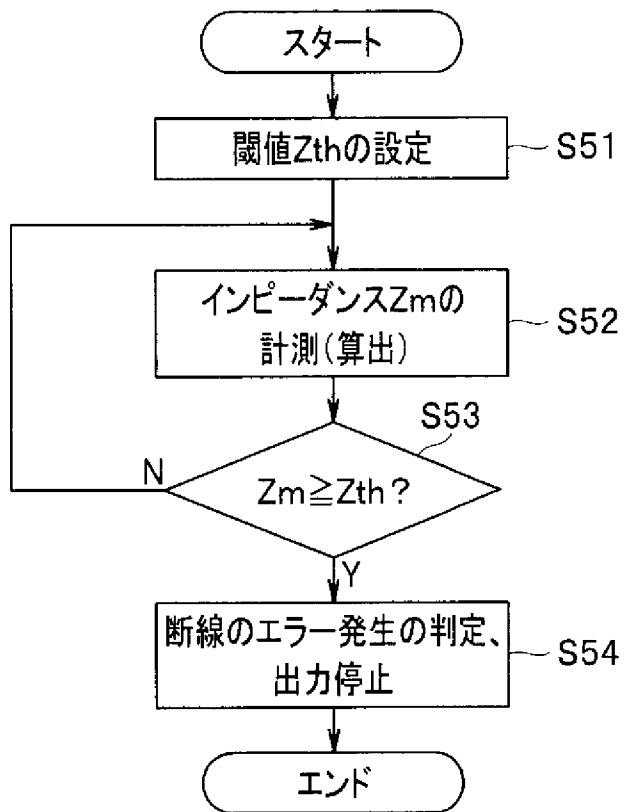 スタート
閾値Zthの設定
S51
インピーダンスZmの
計測(算出)
S52
S53
N
Zm≧Zth?
Y
断線のエラー発生の判定、
出力停止
S54
エンド